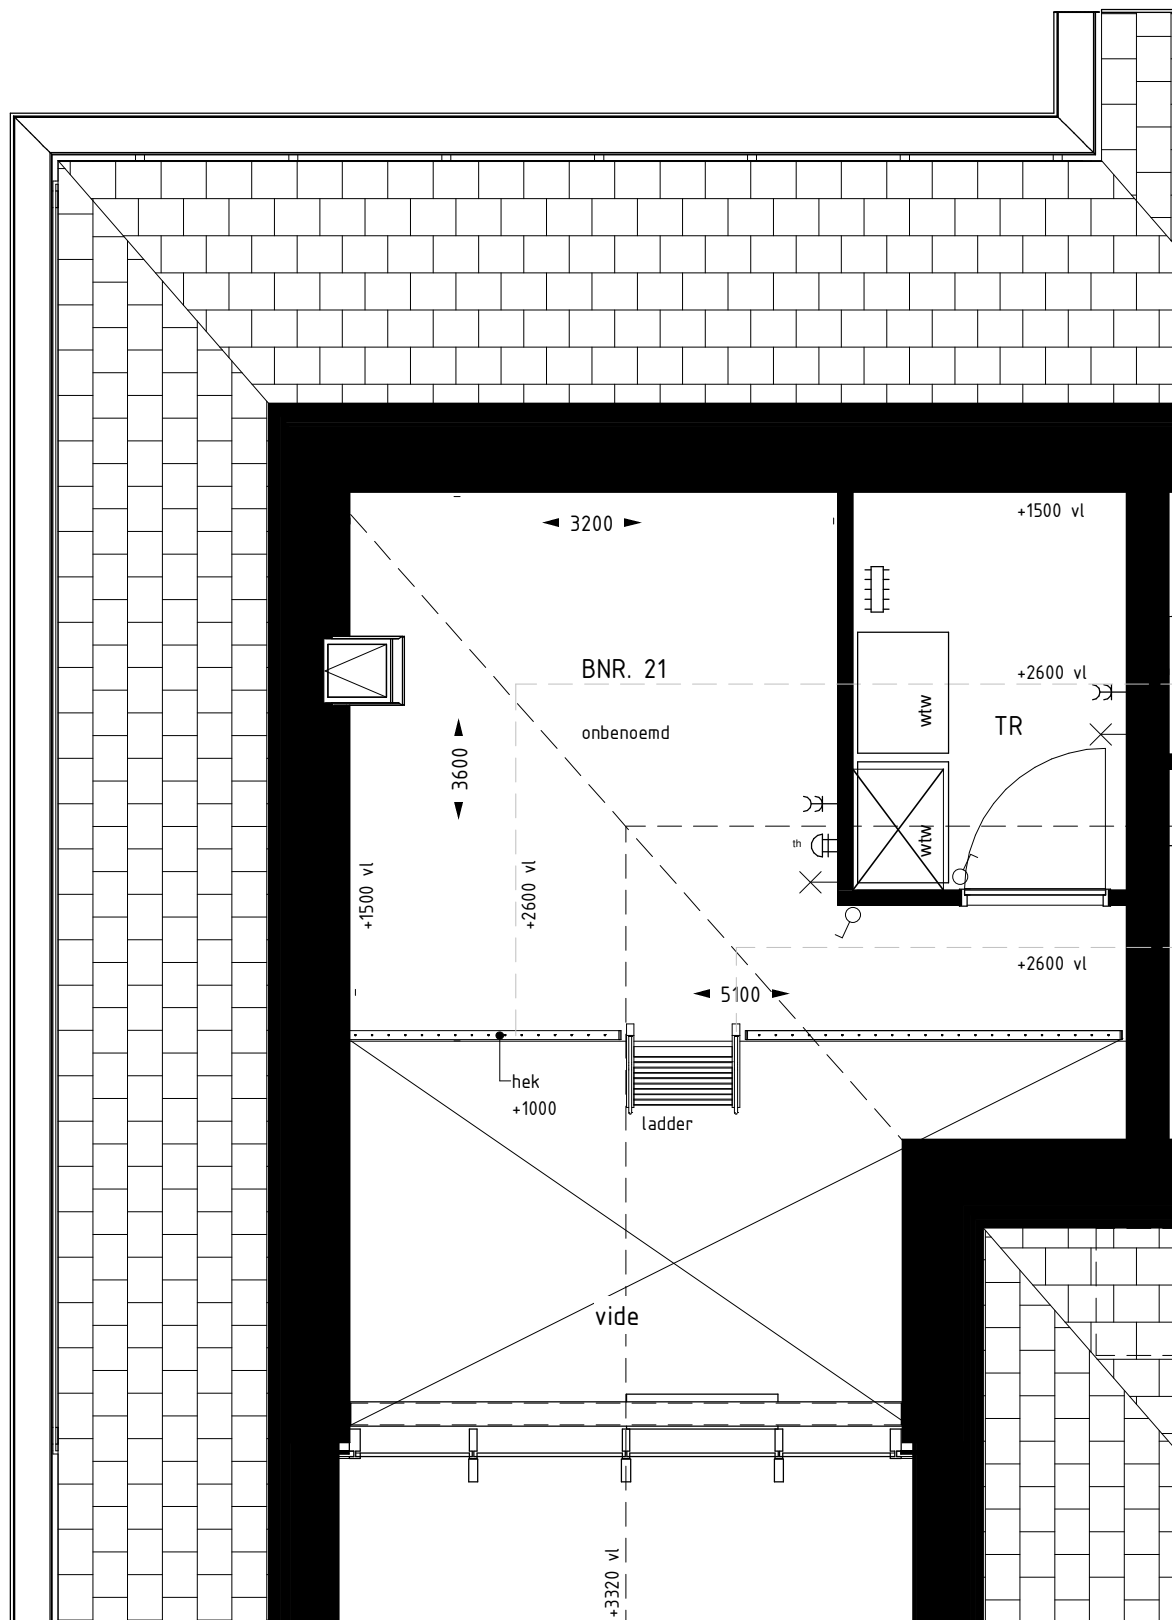 3200
+1500 vl
BNR. 21
+2600 vl
wtw
TR
onbenoemd
3600
th
wtw
+1500 vl
+2600 vl
+2600 vl
5100
hek
+1000
ladder
vide
+3320 vl